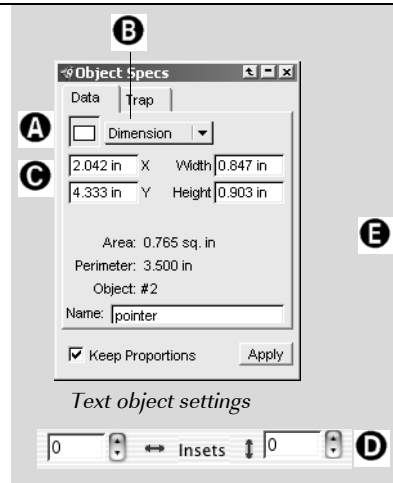 B
Object Specs
Data Trap
A
Dimension
C
2.042 in X Width 0.847 in
4.333 in Y Height 0.903 in
E
Area: 0.765 sq. in
Perimeter: 3.500 in
Object: #2
Name: pointer
Keep Proportions Apply
Text object settings
0 Insets 0
D